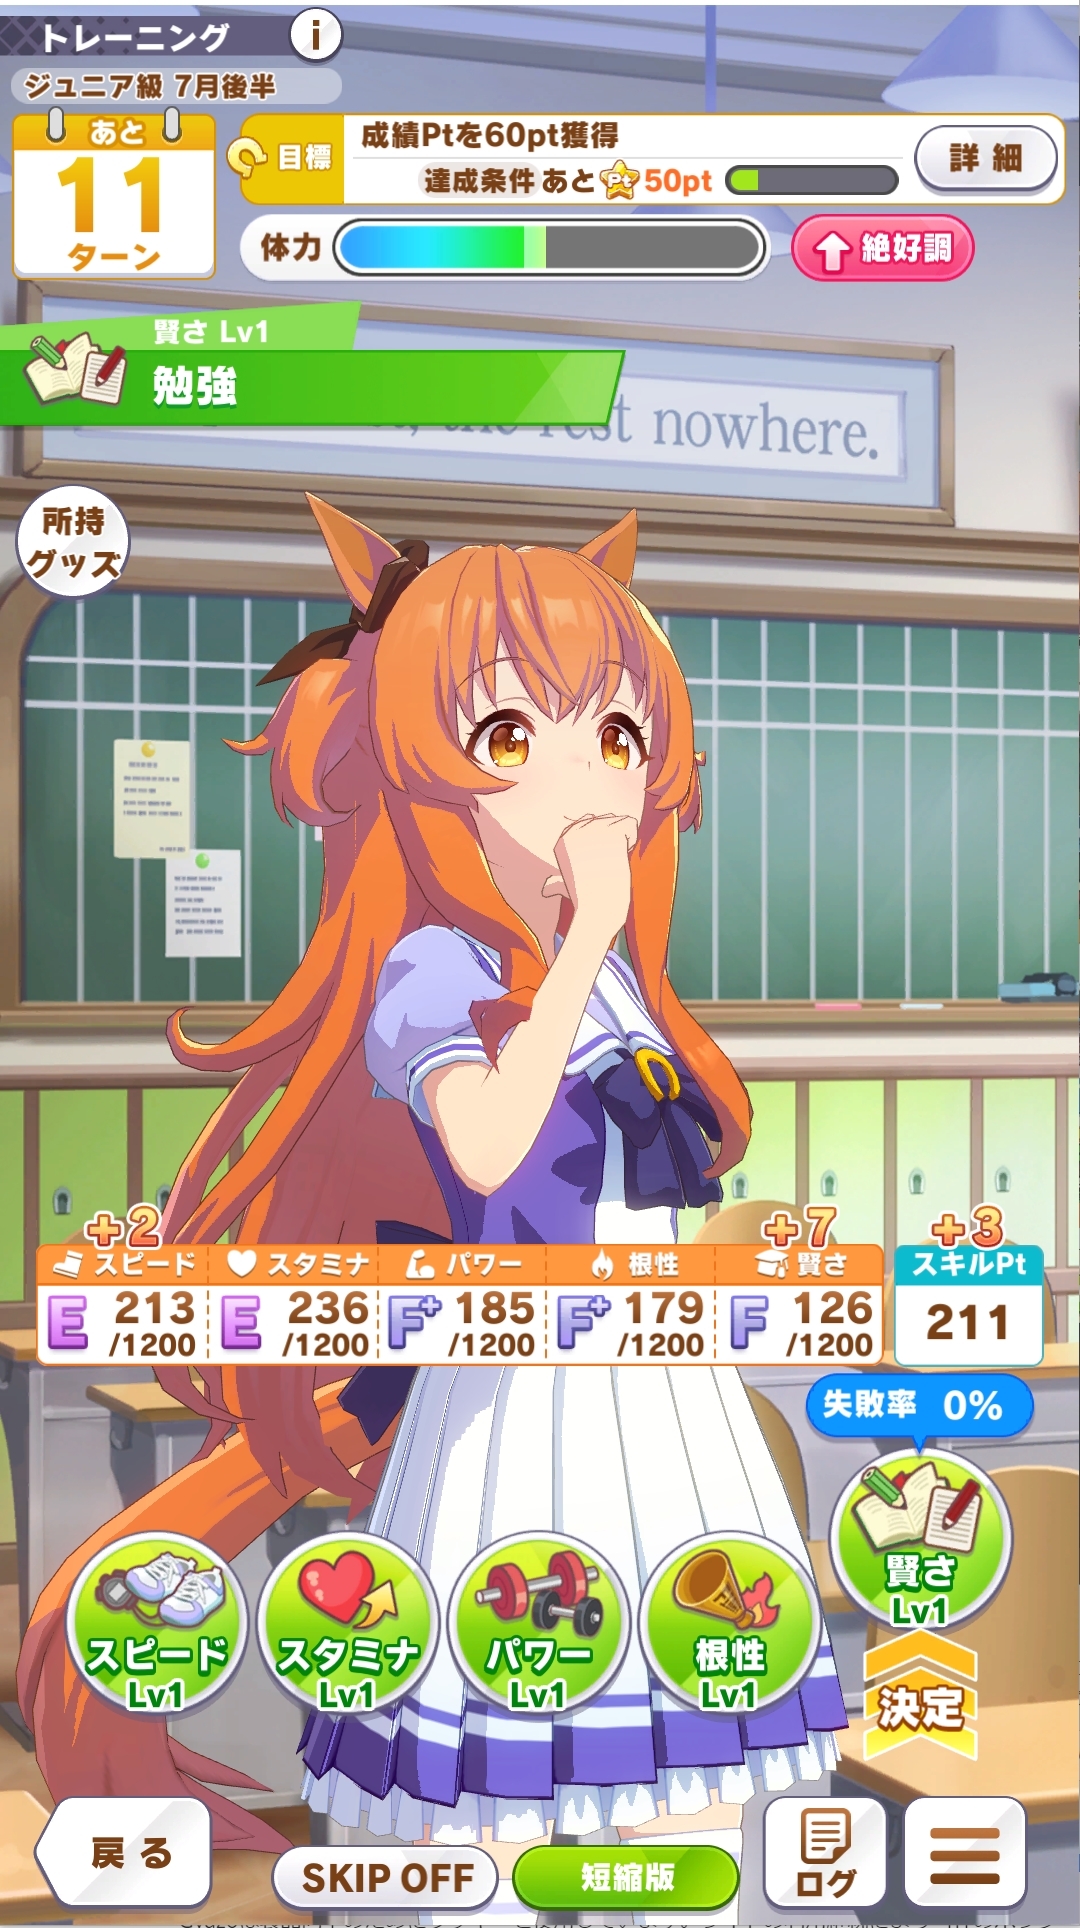 トレーニング
i
ジュニア級 7月後半
あと
11
ターン
目標
成績Ptを60pt獲得
達成条件 あと Pt 50pt
詳細
体力
絶好調
賢さ Lv1
勉強
rest nowhere.
所持
グッズ
+2
+7
+3
スピード
スタミナ
パワー
根性
賢さ
スキルPt
E 213
/1200
E 236
/1200
F+ 185
/1200
F+ 179
/1200
F 126
/1200
211
失敗率 0%
賢さ
Lv1
スピード
Lv1
スタミナ
Lv1
パワー
Lv1
根性
Lv1
決定
戻る
SKIP OFF
短縮版
ログ